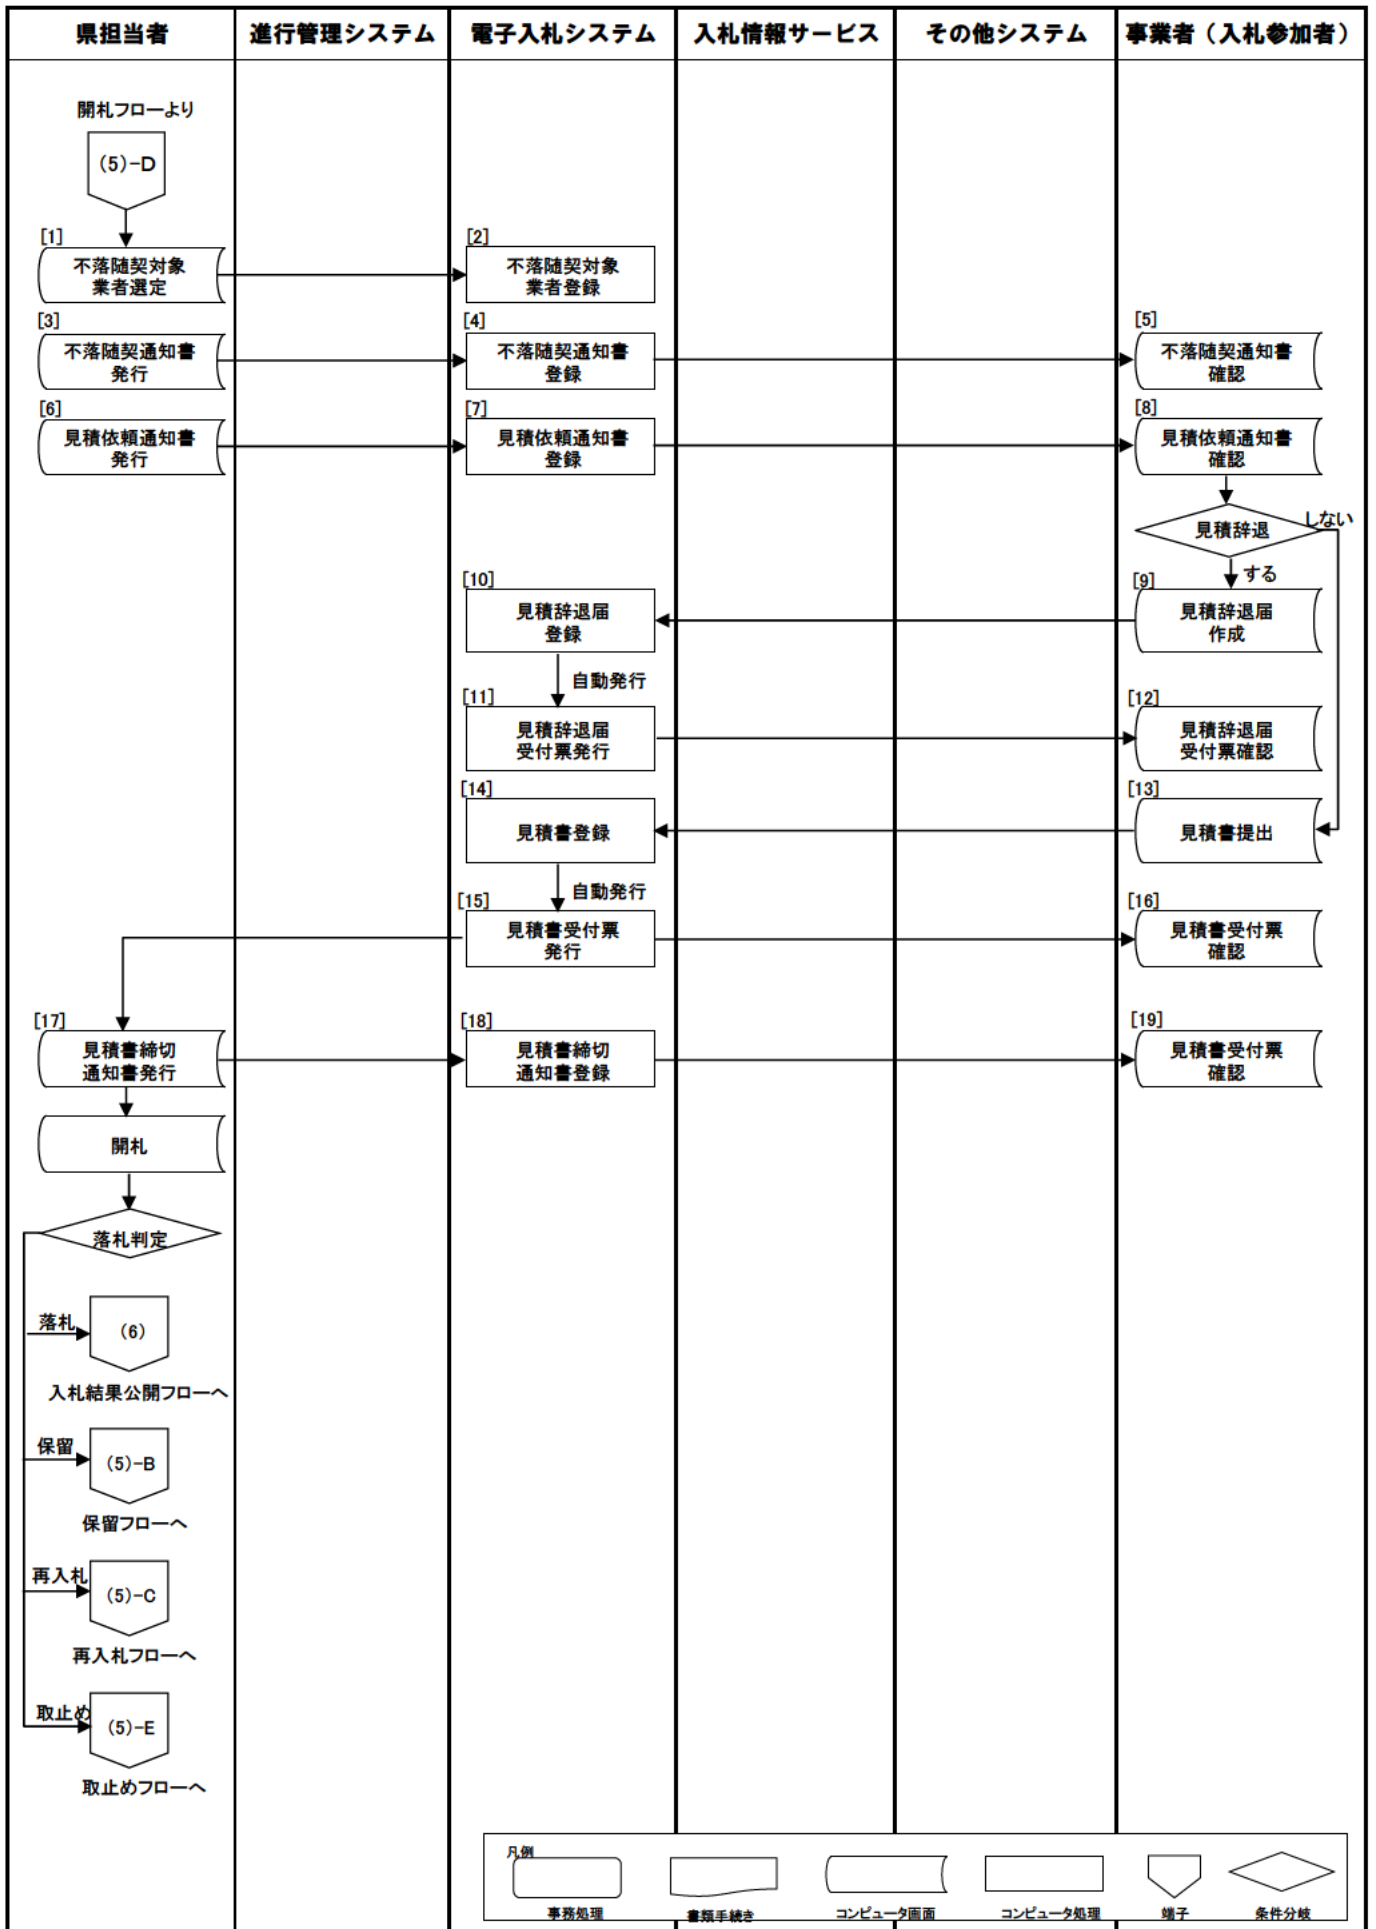 県担当者
進行管理システム
電子入札システム
入札情報サービス
その他システム
事業者（入札参加者）
開札フローより
(5)-D
[1]
不落随契対象
業者選定
[2]
不落随契対象
業者登録
[3]
不落随契通知書
発行
[4]
不落随契通知書
登録
[5]
不落随契通知書
確認
[6]
見積依頼通知書
発行
[7]
見積依頼通知書
登録
[8]
見積依頼通知書
確認
見積辞退
しない
する
[9]
見積辞退届
作成
[10]
見積辞退届
登録
自動発行
[11]
見積辞退届
受付票発行
[12]
見積辞退届
受付票確認
[13]
見積書提出
[14]
見積書登録
自動発行
[15]
見積書受付票
発行
[16]
見積書受付票
確認
[17]
見積書締切
通知書発行
[18]
見積書締切
通知書登録
[19]
見積書受付票
確認
開札
落札判定
落札
(6)
入札結果公開フローへ
保留
(5)-B
保留フローへ
再入札
(5)-C
再入札フローへ
取止め
(5)-E
取止めフローへ
凡例
事務処理
書類手続き
コンピュータ画面
コンピュータ処理
端子
条件分岐